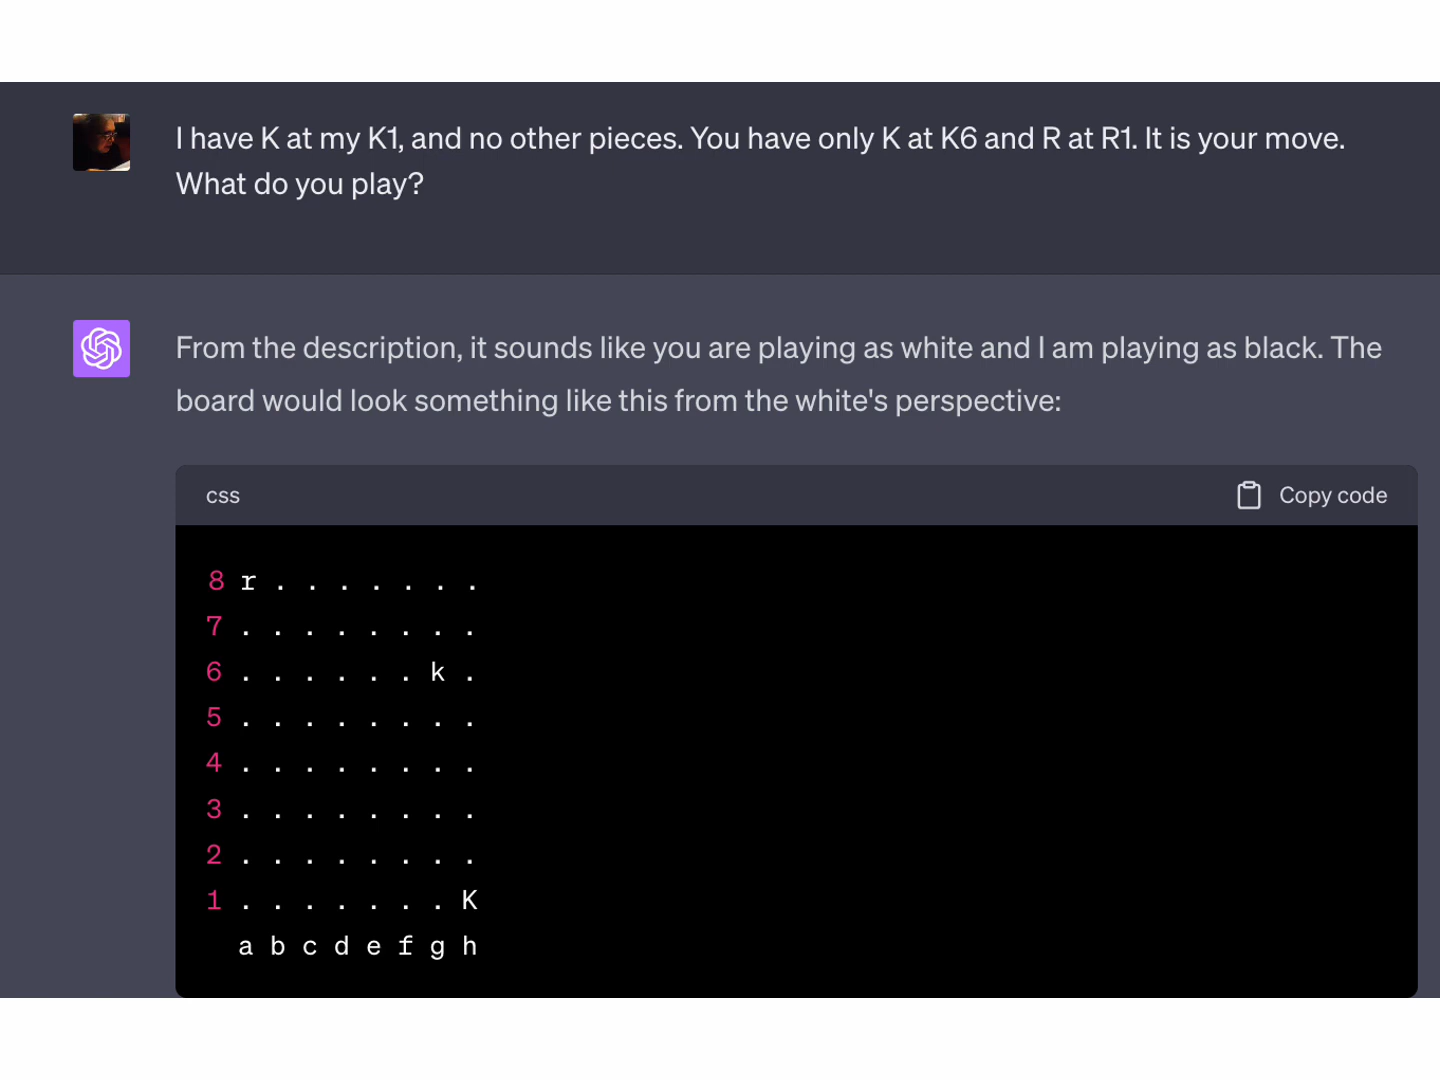 I have K at my K1, and no other pieces. You have only K at K6 and R at R1. It is your move.
What do you play?
From the description, it sounds like you are playing as white and I am playing as black. The
board would look something like this from the white's perspective:
css Copy code
8 r . . . . . . .
7 . . . . . . . .
6 . . . . . . k .
5 . . . . . . . .
4 . . . . . . . .
3 . . . . . . . .
2 . . . . . . . .
1 . . . . . . . K
a b c d e f g h